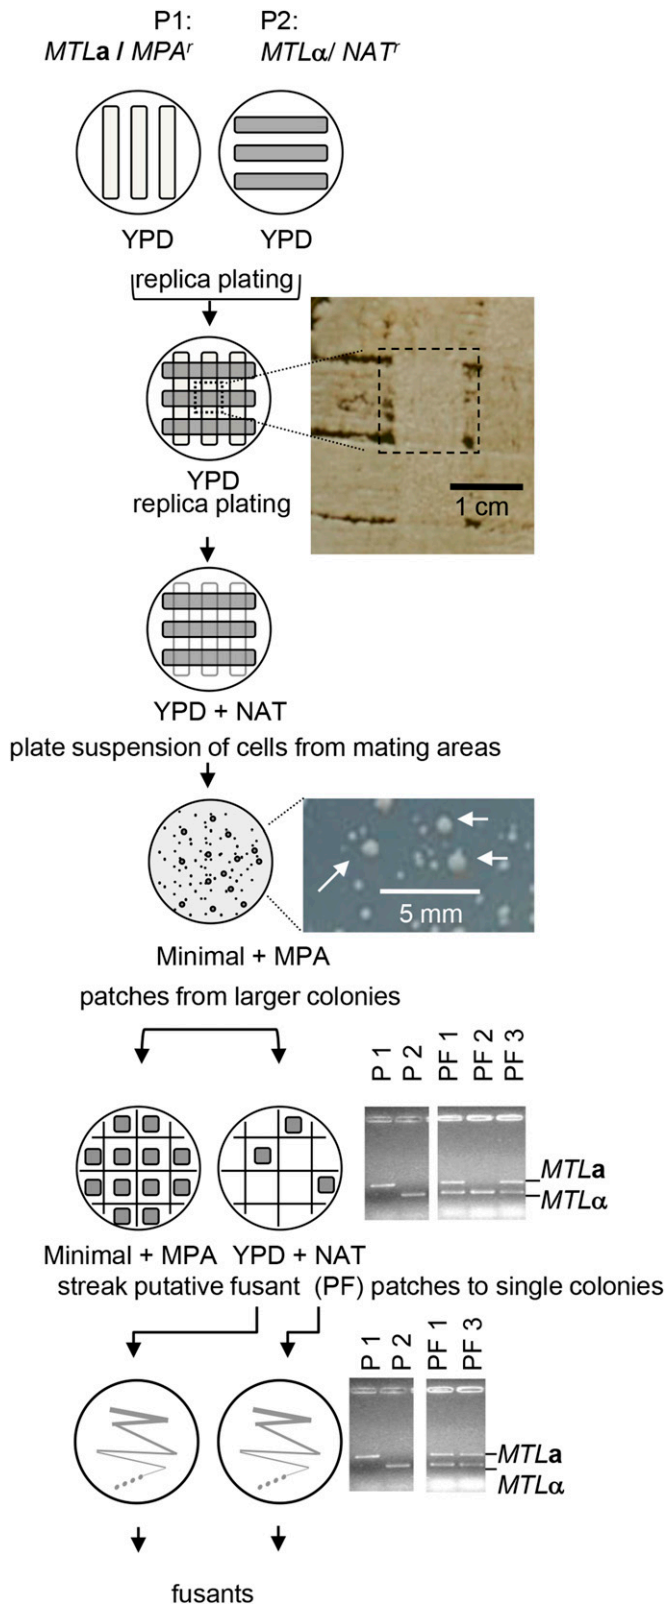 P1: P2:
MTLa / MPAʳ MTLα/ NATʳ
YPD YPD
replica plating
YPD
replica plating
1 cm
YPD + NAT
plate suspension of cells from mating areas
5 mm
Minimal + MPA
patches from larger colonies
P 1 P 2 PF 1 PF 2 PF 3
MTLa
MTLα
Minimal + MPA YPD + NAT
streak putative fusant (PF) patches to single colonies
P 1 P 2 PF 1 PF 3
MTLa
MTLα
fusants